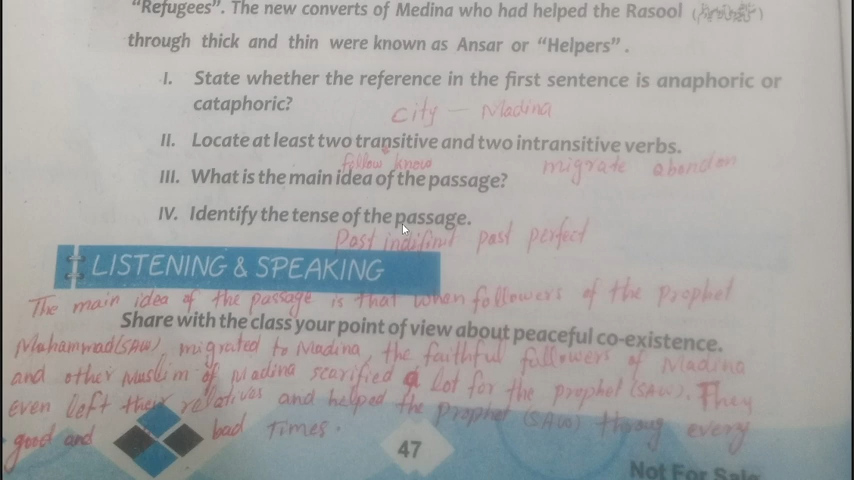 "Refugees". The new converts of Medina who had helped the Rasool
through thick and thin were known as Ansar or "Helpers".
I. State whether the reference in the first sentence is anaphoric or
cataphoric?
city — Madina
II. Locate at least two transitive and two intransitive verbs.
follow know migrate abandon
III. What is the main idea of the passage?
IV. Identify the tense of the passage.
Past indifinit past perfect
LISTENING & SPEAKING
The main idea of the passage is that when followers of the Prophet
Share with the class your point of view about peaceful co-existence.
Mahammad(SAW) migrated to Madina, the faithful followers of Madina
and other Muslim of Madina scarified a lot for the prophet (SAW). They
even left their relatives and helped the Prophet (SAW) throug every
good and bad times.
47
Not For Sale